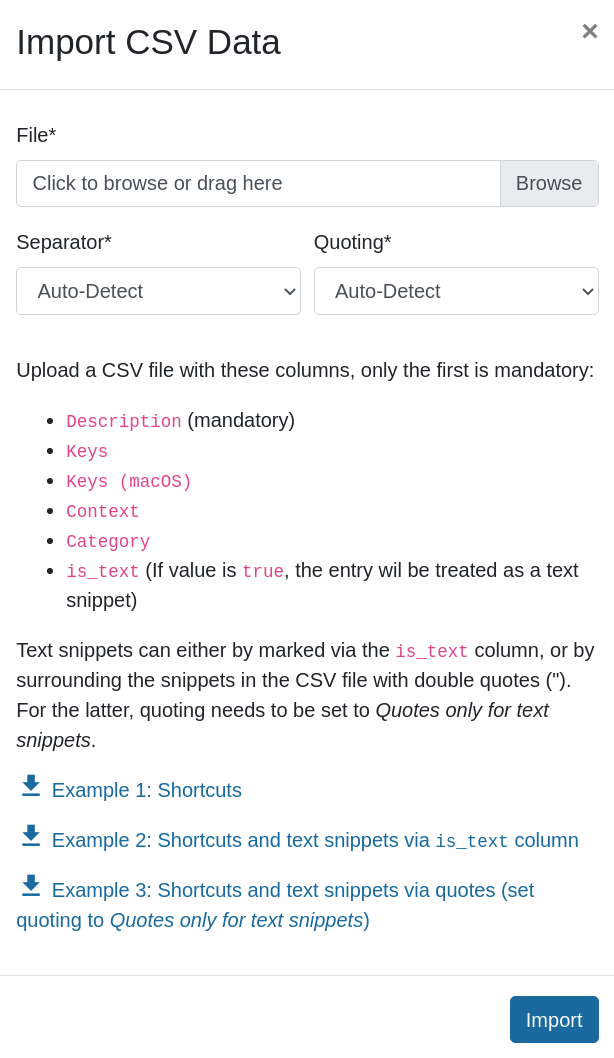 Import CSV Data
×
File*
Click to browse or drag here
Browse
Separator*
Quoting*
Auto-Detect
Auto-Detect
Upload a CSV file with these columns, only the first is mandatory:
• Description (mandatory)
• Keys
• Keys (macOS)
• Context
• Category
• is_text (If value is true, the entry wil be treated as a text
snippet)
Text snippets can either by marked via the is_text column, or by
surrounding the snippets in the CSV file with double quotes (").
For the latter, quoting needs to be set to Quotes only for text
snippets.
Example 1: Shortcuts
Example 2: Shortcuts and text snippets via is_text column
Example 3: Shortcuts and text snippets via quotes (set
quoting to Quotes only for text snippets)
Import